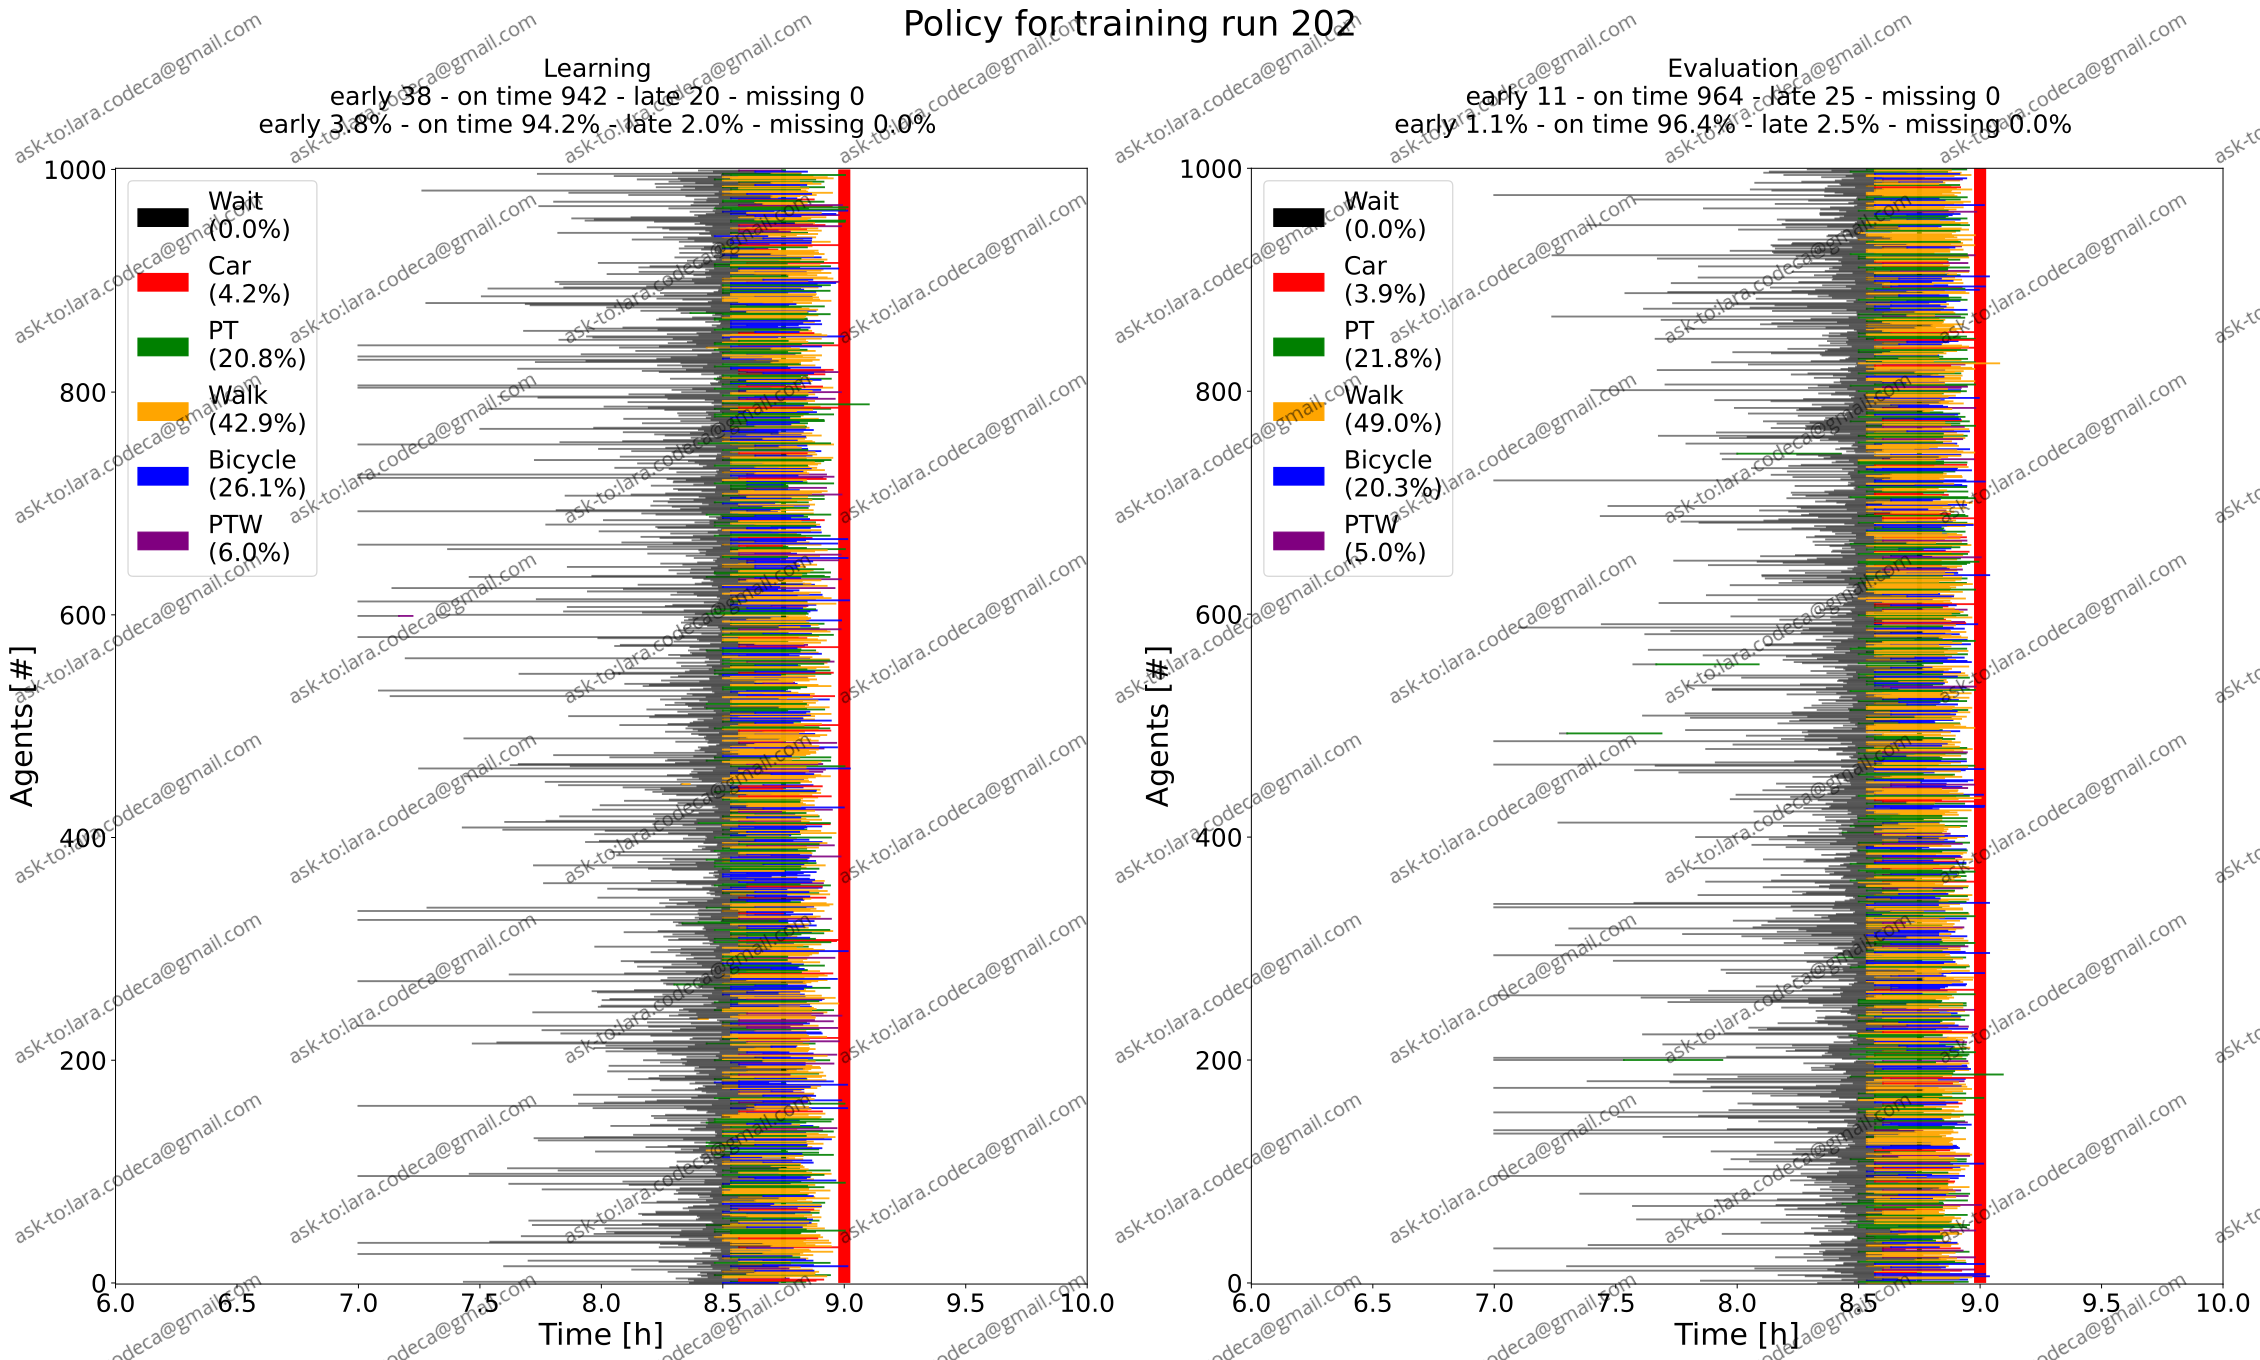 Policy for training run 202
Learning
early 38 - on time 942 - late 20 - missing 0
early 3.8% - on time 94.2% - late 2.0% - missing 0.0%
Evaluation
early 11 - on time 964 - late 25 - missing 0
early 1.1% - on time 96.4% - late 2.5% - missing 0.0%
Agents [#]
1000
800
600
400
200
0
Wait
(0.0%)
Car
(4.2%)
PT
(20.8%)
Walk
(42.9%)
Bicycle
(26.1%)
PTW
(6.0%)
6.0 6.5 7.0 7.5 8.0 8.5 9.0 9.5 10.0
Time [h]
Agents [#]
1000
800
600
400
200
0
Wait
(0.0%)
Car
(3.9%)
PT
(21.8%)
Walk
(49.0%)
Bicycle
(20.3%)
PTW
(5.0%)
6.0 6.5 7.0 7.5 8.0 8.5 9.0 9.5 10.0
Time [h]
ask-to:lara.codeca@gmail.com